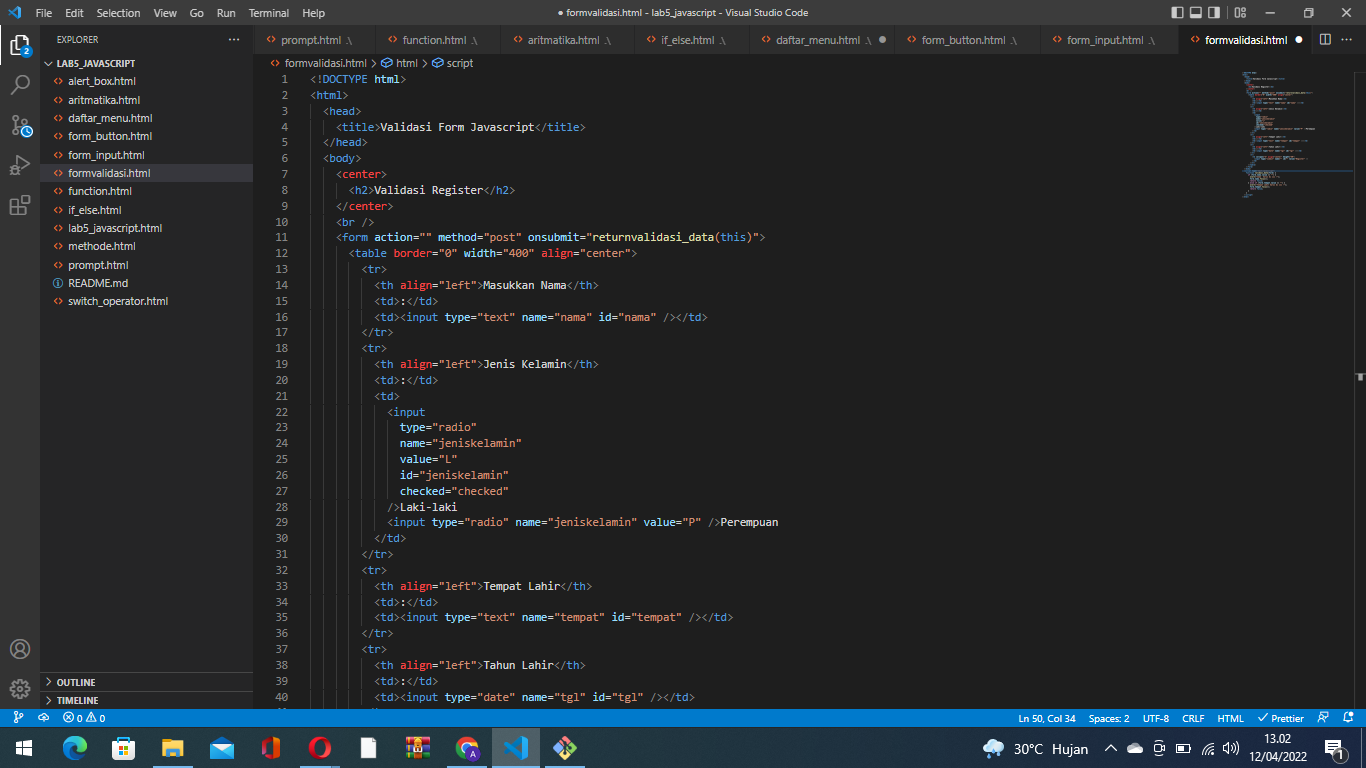 File Edit Selection View Go Run Terminal Help
● formvalidasi.html - lab5_javascript - Visual Studio Code
EXPLORER
prompt.html .\ function.html .\ aritmatika.html .\ if_else.html .\ daftar_menu.html .\ ● form_button.html .\ form_input.html .\ formvalidasi.html ●
LAB5_JAVASCRIPT
alert_box.html
aritmatika.html
daftar_menu.html
form_button.html
form_input.html
formvalidasi.html
function.html
if_else.html
lab5_javascript.html
methode.html
prompt.html
README.md
switch_operator.html
OUTLINE
TIMELINE
2
formvalidasi.html > html > script
1 <!DOCTYPE html>
2 <html>
3 <head>
4 <title>Validasi Form Javascript</title>
5 </head>
6 <body>
7 <center>
8 <h2>Validasi Register</h2>
9 </center>
10 <br />
11 <form action="" method="post" onsubmit="returnvalidasi_data(this)">
12 <table border="0" width="400" align="center">
13 <tr>
14 <th align="left">Masukkan Nama</th>
15 <td>:</td>
16 <td><input type="text" name="nama" id="nama" /></td>
17 </tr>
18 <tr>
19 <th align="left">Jenis Kelamin</th>
20 <td>:</td>
21 <td>
22 <input
23 type="radio"
24 name="jeniskelamin"
25 value="L"
26 id="jeniskelamin"
27 checked="checked"
28 />Laki-laki
29 <input type="radio" name="jeniskelamin" value="P" />Perempuan
30 </td>
31 </tr>
32 <tr>
33 <th align="left">Tempat Lahir</th>
34 <td>:</td>
35 <td><input type="text" name="tempat" id="tempat" /></td>
36 </tr>
37 <tr>
38 <th align="left">Tahun Lahir</th>
39 <td>:</td>
40 <td><input type="date" name="tgl" id="tgl" /></td>
0 0
Ln 50, Col 34 Spaces: 2 UTF-8 CRLF HTML Prettier
30°C Hujan
13.02
12/04/2022
1